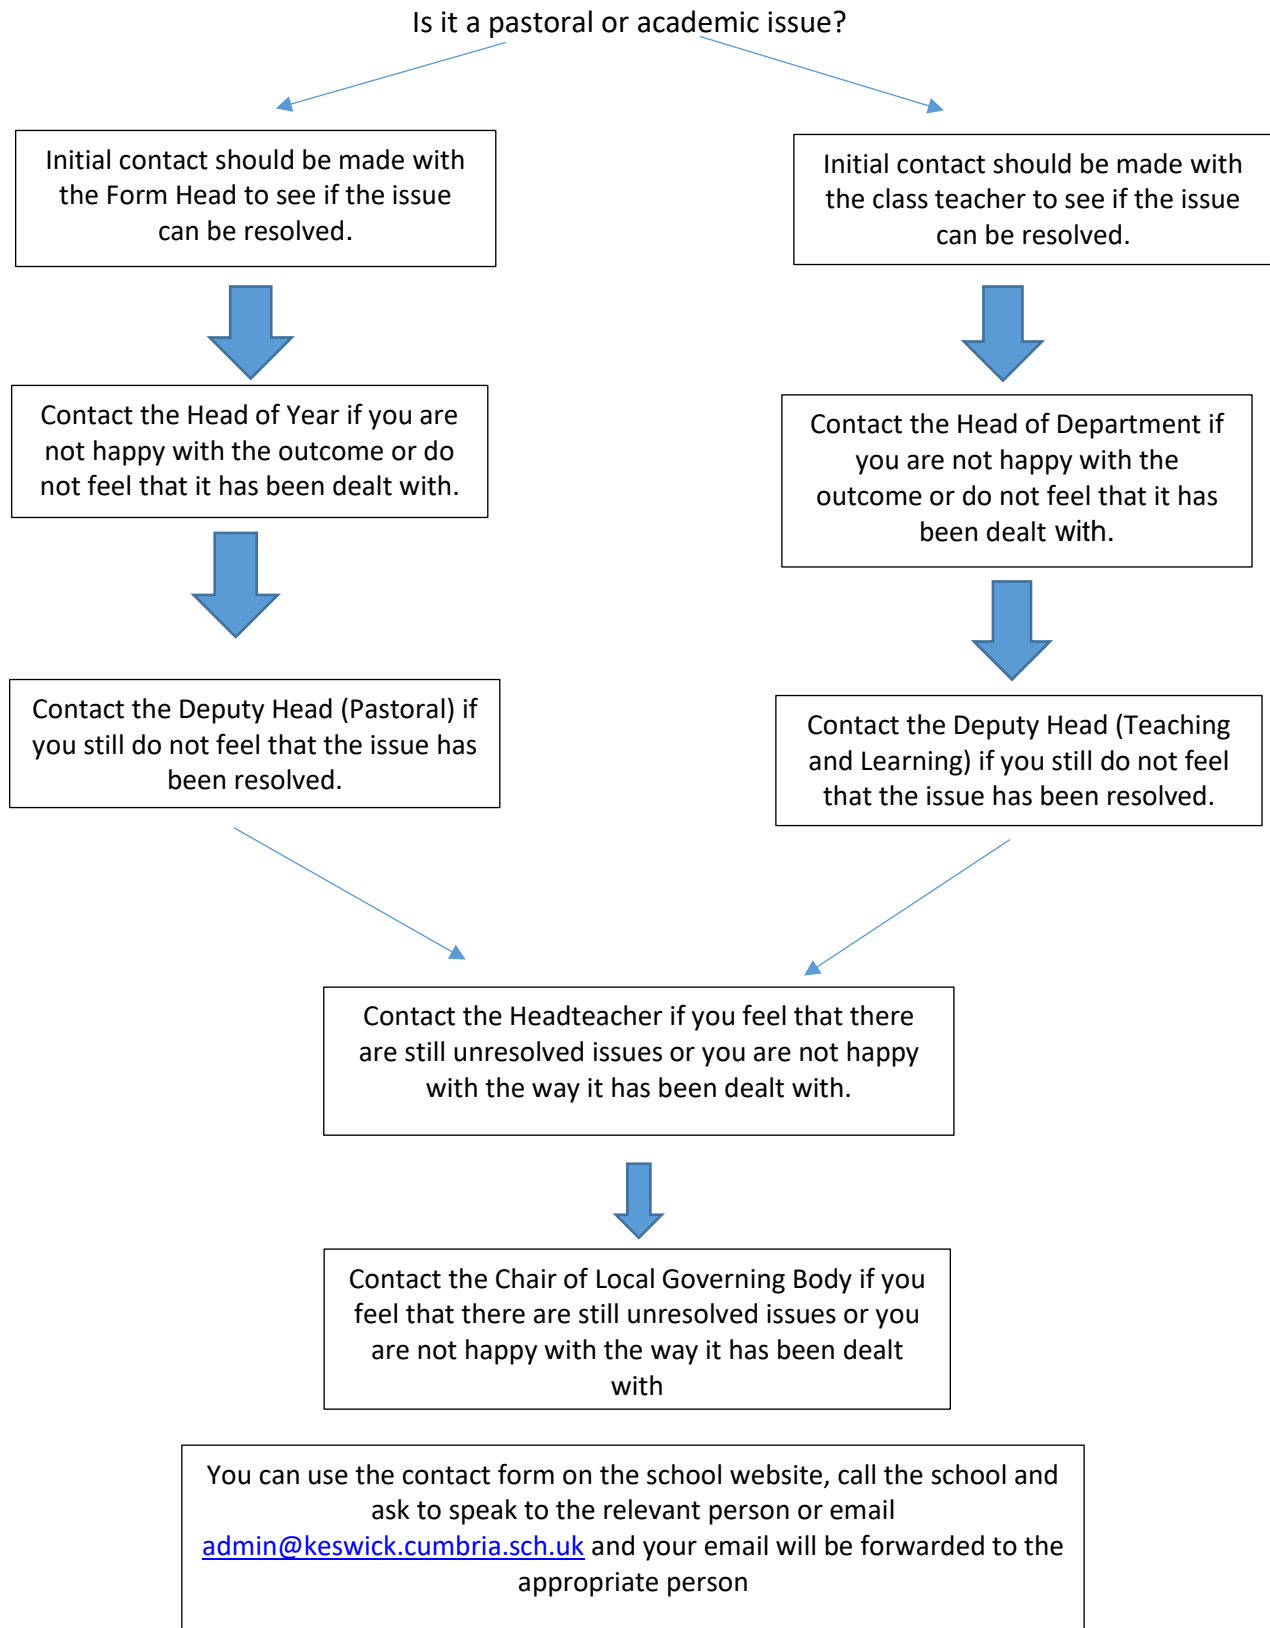 Is it a pastoral or academic issue?
Initial contact should be made with
the Form Head to see if the issue
can be resolved.
Initial contact should be made with
the class teacher to see if the issue
can be resolved.
Contact the Head of Year if you are
not happy with the outcome or do
not feel that it has been dealt with.
Contact the Head of Department if
you are not happy with the
outcome or do not feel that it has
been dealt with.
Contact the Deputy Head (Pastoral) if
you still do not feel that the issue has
been resolved.
Contact the Deputy Head (Teaching
and Learning) if you still do not feel
that the issue has been resolved.
Contact the Headteacher if you feel that there
are still unresolved issues or you are not happy
with the way it has been dealt with.
Contact the Chair of Local Governing Body if you
feel that there are still unresolved issues or you
are not happy with the way it has been dealt
with
You can use the contact form on the school website, call the school and
ask to speak to the relevant person or email
admin@keswick.cumbria.sch.uk and your email will be forwarded to the
appropriate person